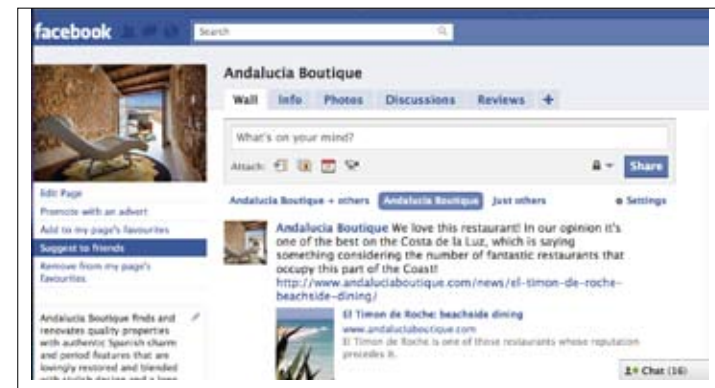 facebook
Search
Andalucia Boutique
Wall Info Photos Discussions Reviews +
What's on your mind?
Attach:
Share
Edit Page
Promote with an advert
Add to my page's favourites
Suggest to friends
Remove from my page's
favourites
Andalucia Boutique + others Andalucia Boutique Just others Settings
Andalucia Boutique We love this restaurant! In our opinion it's
one of the best on the Costa de la Luz, which is saying
something considering the number of fantastic restaurants that
occupy this part of the Coast!
http://www.andaluciaboutique.com/news/el-timon-de-roche-
beachside-dining/
El Timon de Roche: beachside dining
www.andaluciaboutique.com
El Timon de Roche is one of those restaurants whose reputation
precedes it.
Andalucia Boutique finds and
renovates quality properties
with authentic Spanish charm
and period features that are
lovingly restored and blended
with stylish design and a long
Chat (16)